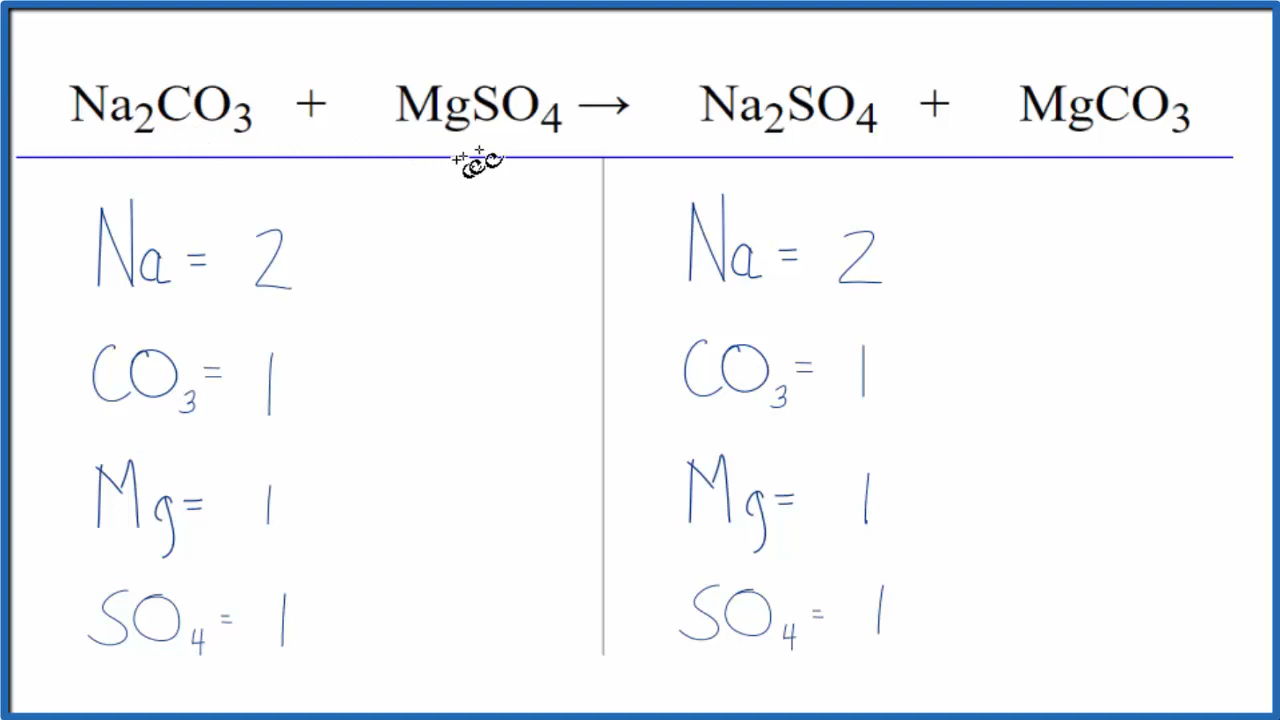 Na₂CO₃ + MgSO₄ → Na₂SO₄ + MgCO₃
Na = 2
CO₃ = 1
Mg = 1
SO₄ = 1
Na = 2
CO₃ = 1
Mg = 1
SO₄ = 1